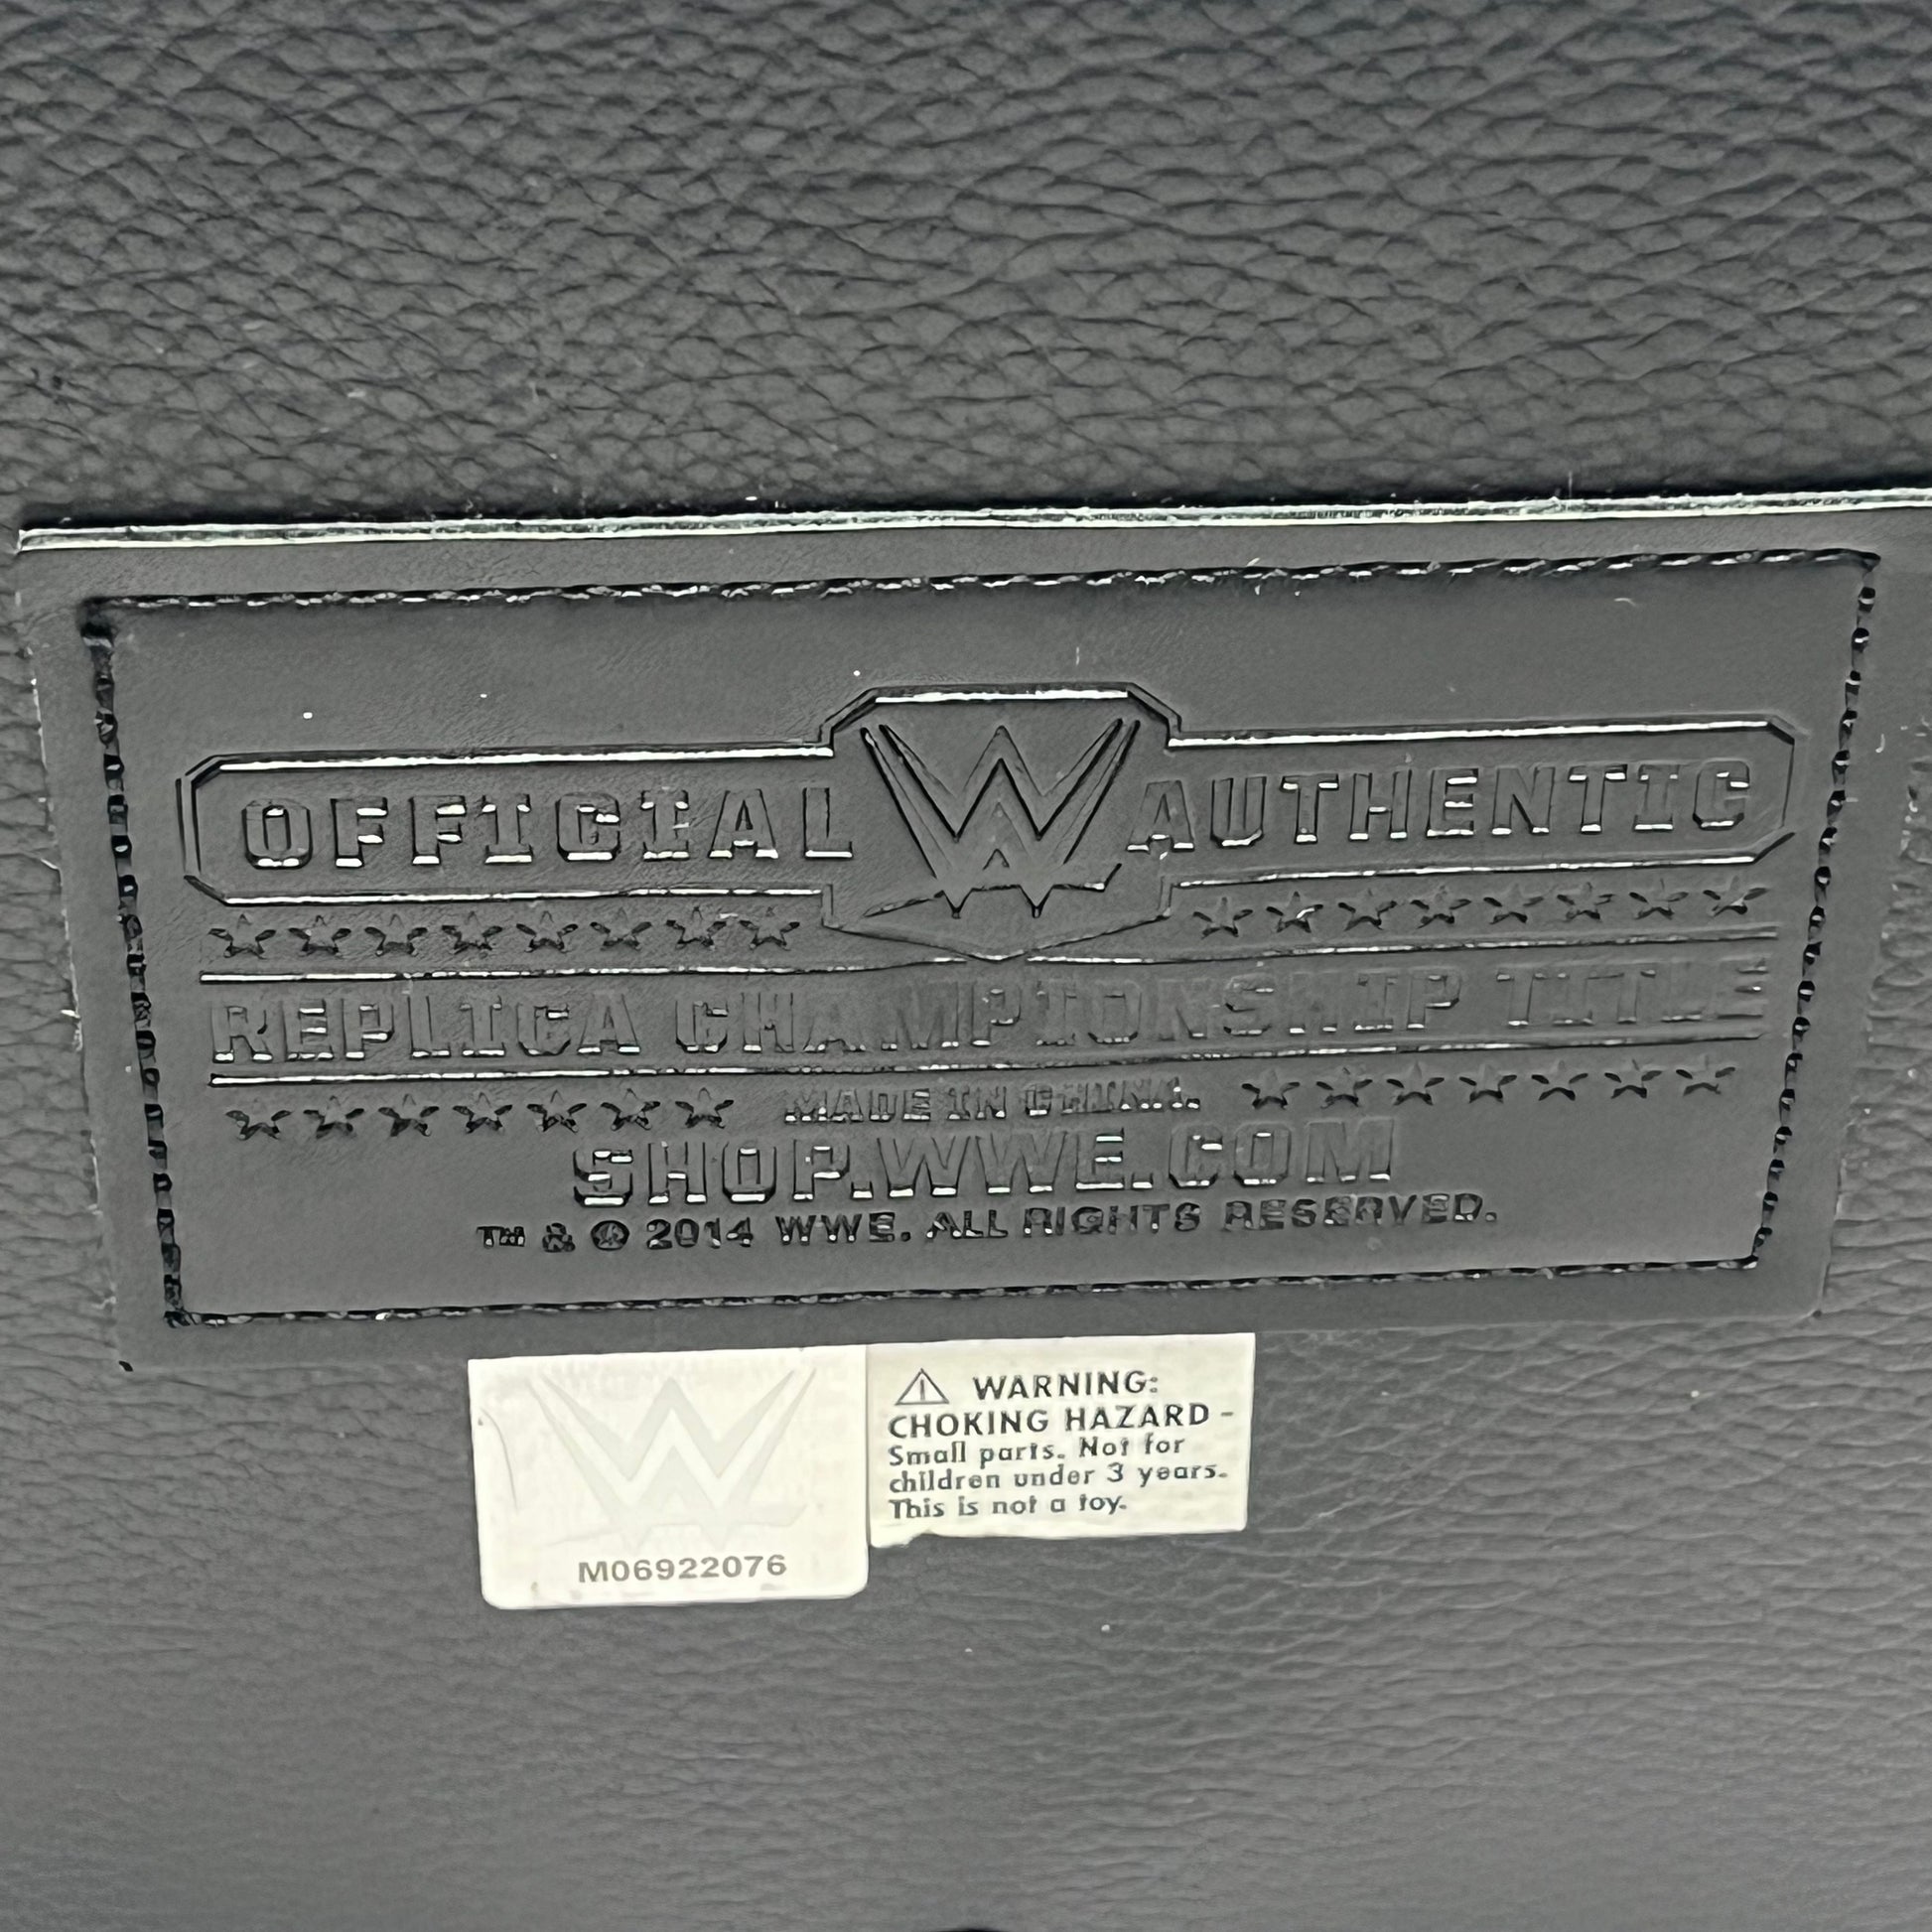 OFFICIAL W AUTHENTIC
REPLICA CHAMPIONSHIP TITLE
MADE IN CHINA.
SHOP.WWE.COM
™ & © 2014 WWE. ALL RIGHTS RESERVED.
M06922076
⚠ WARNING:
CHOKING HAZARD -
Small parts. Not for
children under 3 years.
This is not a toy.